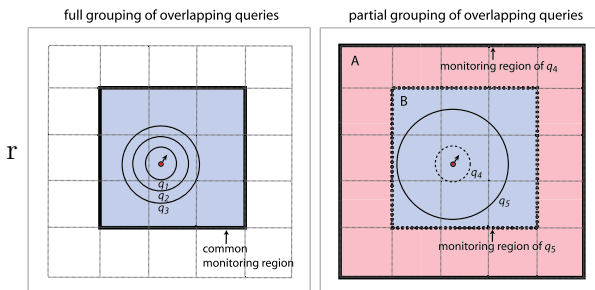 full grouping of overlapping queries
partial grouping of overlapping queries
r
q1
q2
q3
common
monitoring region
A
monitoring region of q4
B
q4
q5
monitoring region of q5